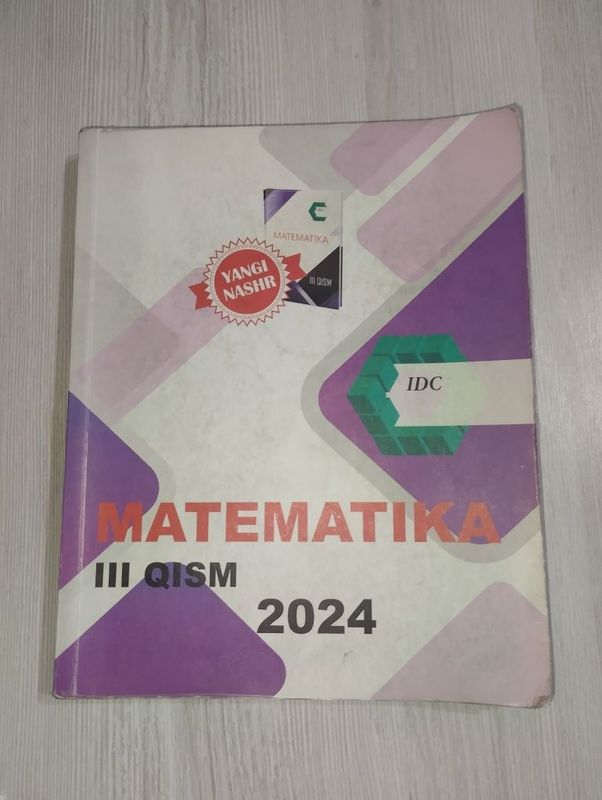 MATEMATIKA
III QISM
YANGI
NASHR
IDC
MATEMATIKA
III QISM
2024